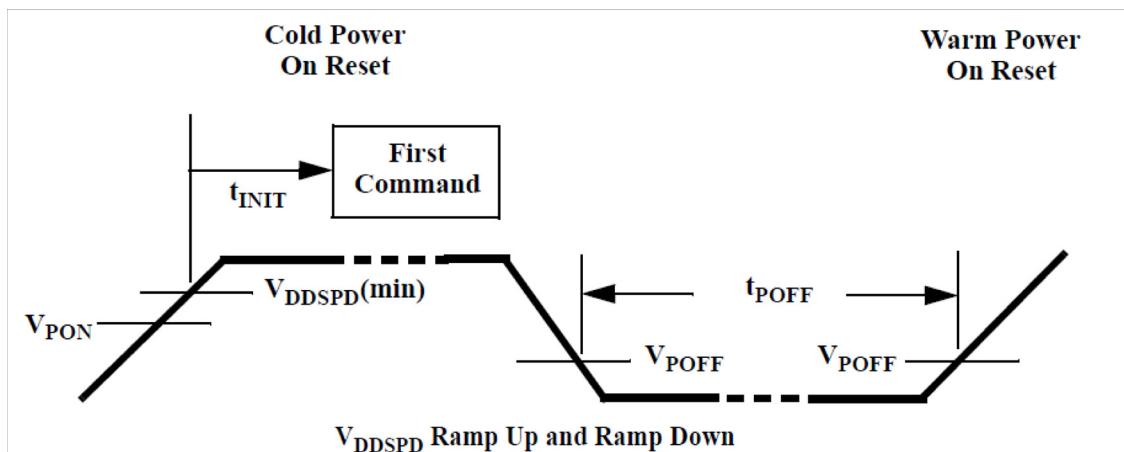 Cold Power
On Reset
Warm Power
On Reset
First
Command
tINIT
VDDSPD(min)
tPOFF
VPON
VPOFF
VPOFF
VDDSPD Ramp Up and Ramp Down